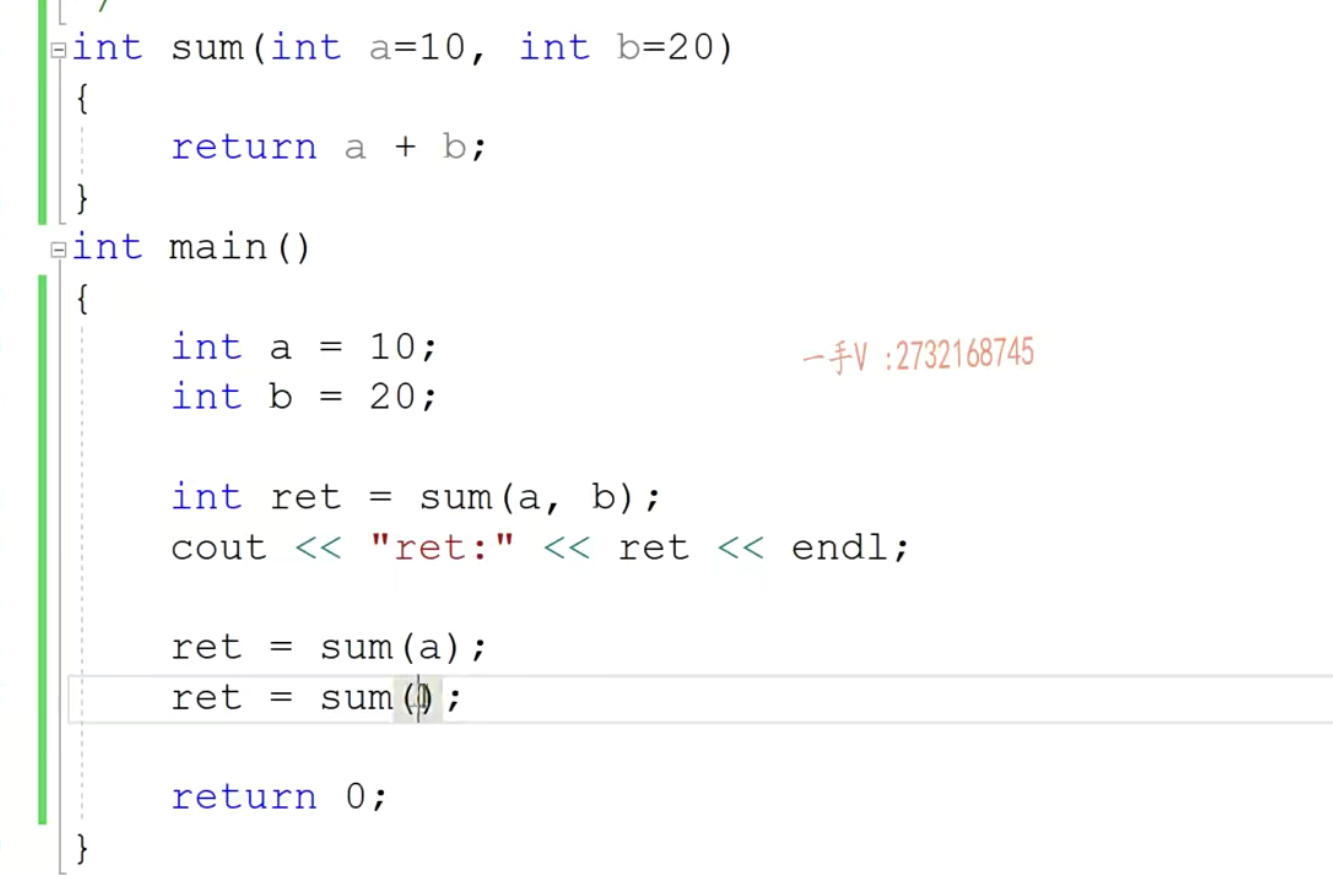 int sum(int a=10, int b=20)
{
return a + b;
}
int main()
{
int a = 10;
一手V :2732168745
int b = 20;
int ret = sum(a, b);
cout << "ret:" << ret << endl;
ret = sum(a);
ret = sum();
return 0;
}